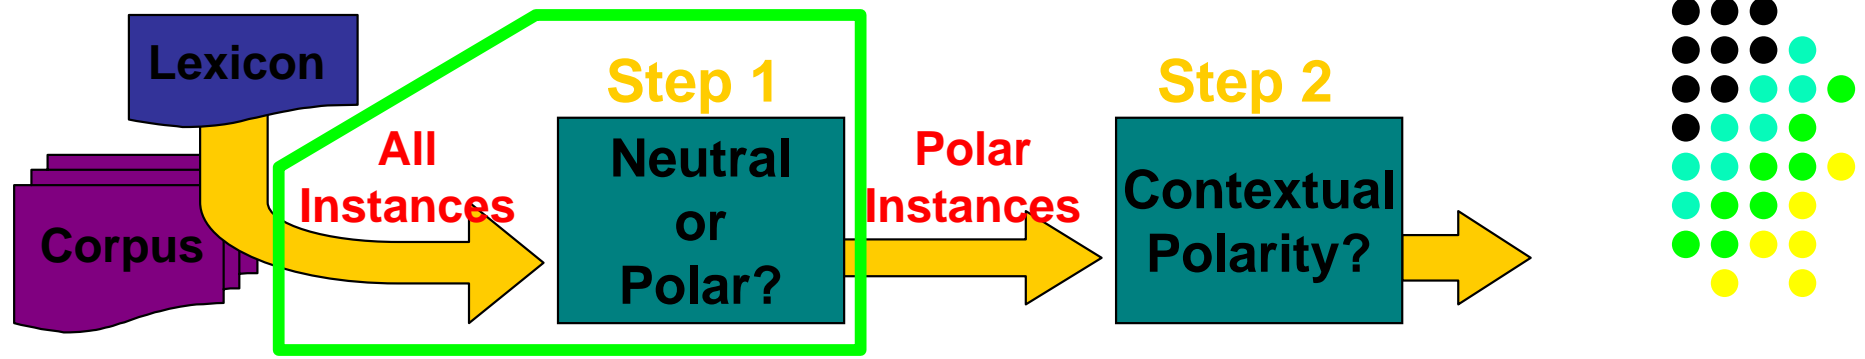 Lexicon
Corpus
All
Instances
Step 1
Neutral
or
Polar?
Polar
Instances
Step 2
Contextual
Polarity?